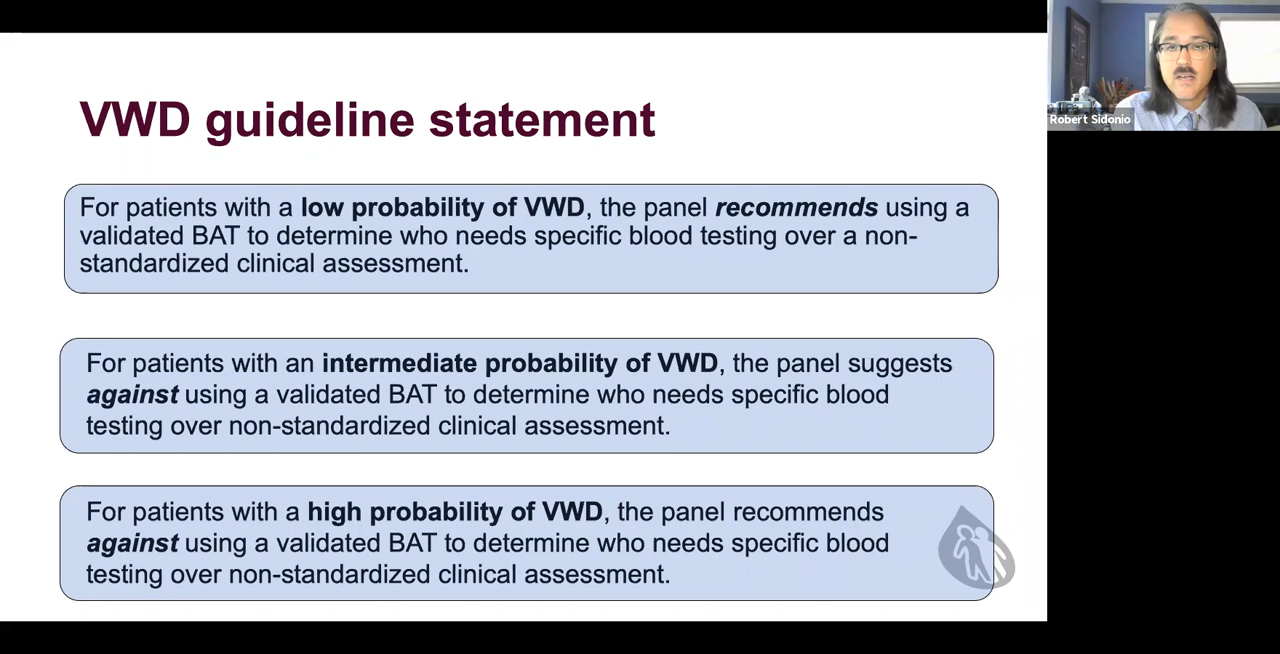 VWD guideline statement
For patients with a low probability of VWD, the panel recommends using a
validated BAT to determine who needs specific blood testing over a non-
standardized clinical assessment.
For patients with an intermediate probability of VWD, the panel suggests
against using a validated BAT to determine who needs specific blood
testing over non-standardized clinical assessment.
For patients with a high probability of VWD, the panel recommends
against using a validated BAT to determine who needs specific blood
testing over non-standardized clinical assessment.
Robert Sidonio